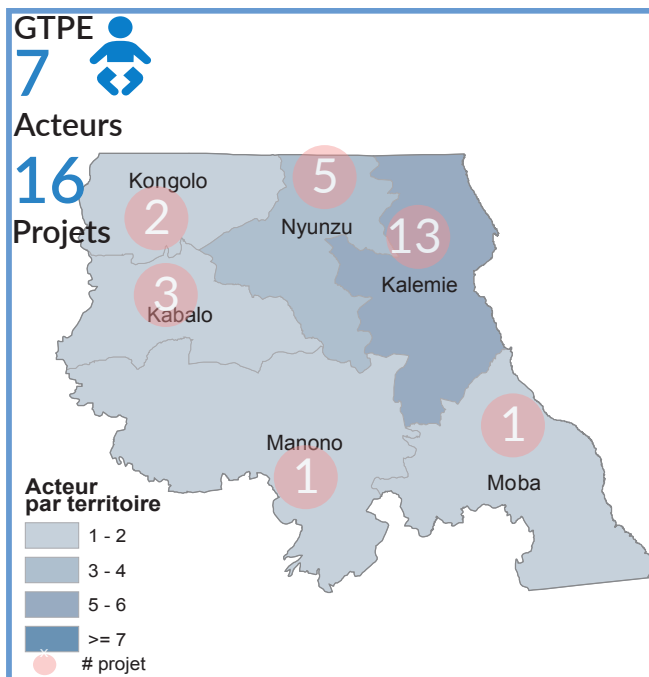 GTPE
7
Acteurs
16
Projets
Kongolo
2
5
Nyunzu
13
Kalemie
3
Kabalo
Manono
1
1
Moba
Acteur
par territoire
1 - 2
3 - 4
5 - 6
>= 7
# projet